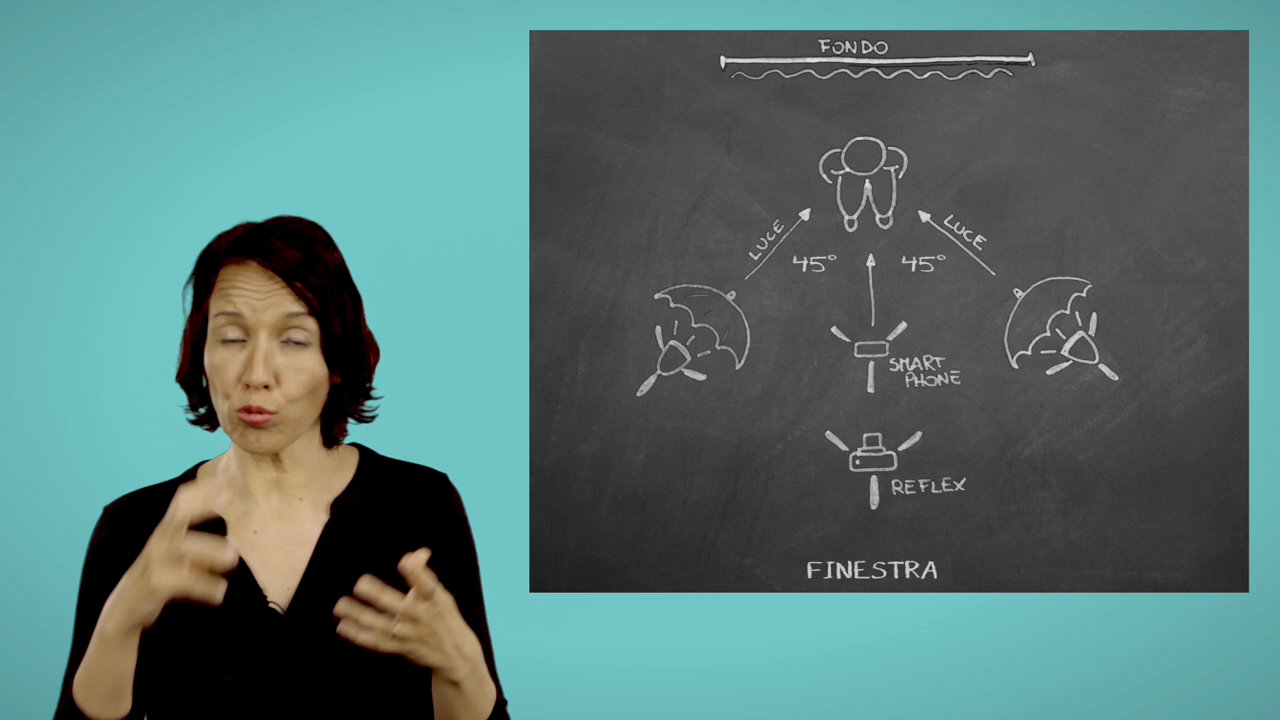 FONDO
LUCE
LUCE
45°
45°
SMART
PHONE
REFLEX
FINESTRA